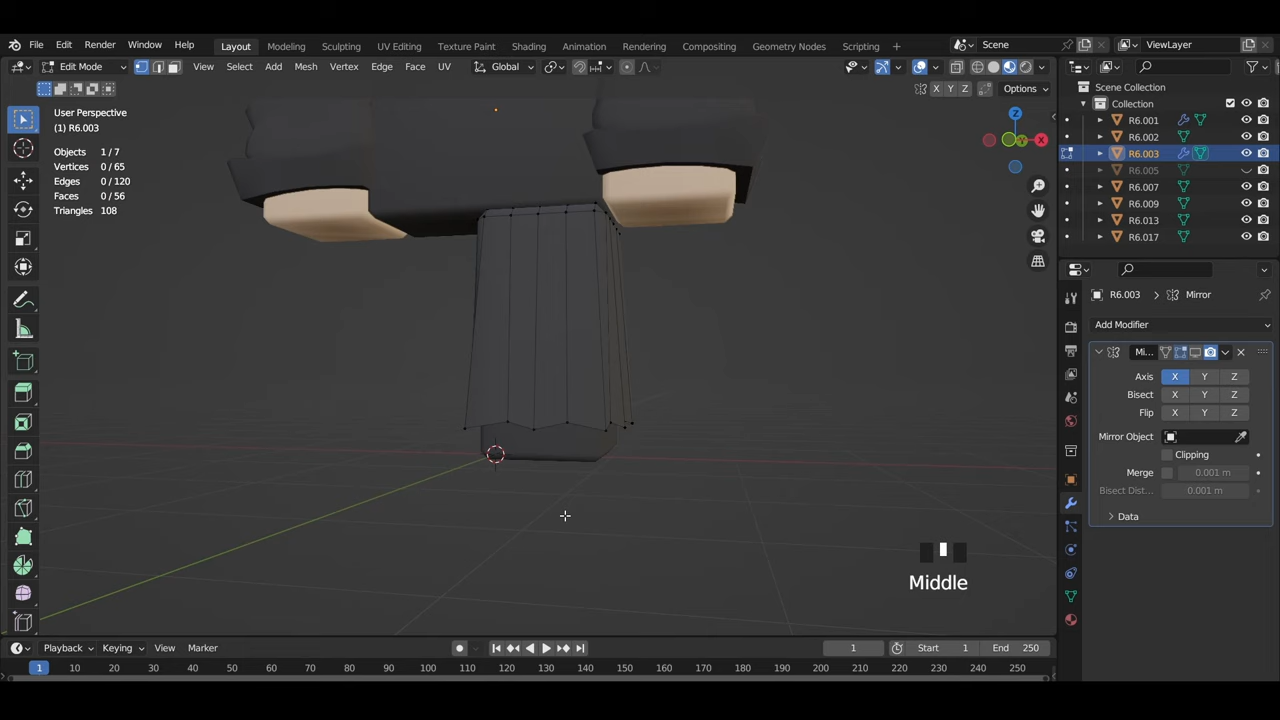 File Edit Render Window Help Layout Modeling Sculpting UV Editing Texture Paint Shading Animation Rendering Compositing Geometry Nodes Scripting + Scene ViewLayer
Edit Mode View Select Add Mesh Vertex Edge Face UV Global
X Y Z Options
User Perspective
(1) R6.003
Objects 1/7
Vertices 0/65
Edges 0/120
Faces 0/56
Triangles 108
Z
Y
X
Middle
Scene Collection
Collection
R6.001
R6.002
R6.003
R6.005
R6.007
R6.009
R6.013
R6.017
R6.003 > Mirror
Add Modifier
Mi...
Axis X Y Z
Bisect X Y Z
Flip X Y Z
Mirror Object
Clipping
Merge 0.001 m
Bisect Dist... 0.001 m
Data
Playback Keying View Marker 1 Start 1 End 250
1 10 20 30 40 50 60 70 80 90 100 110 120 130 140 150 160 170 180 190 200 210 220 230 240 250